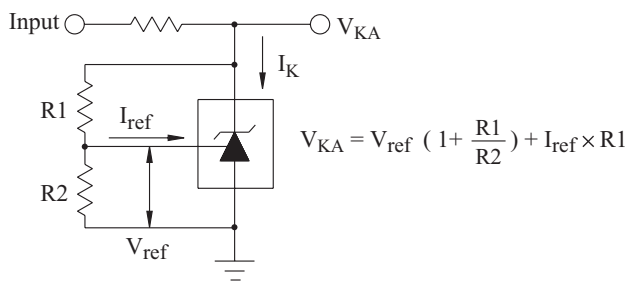 Input
V_KA
I_K
R1
I_ref
V_KA = V_ref ( 1+ R1/R2 ) + I_ref × R1
R2
V_ref